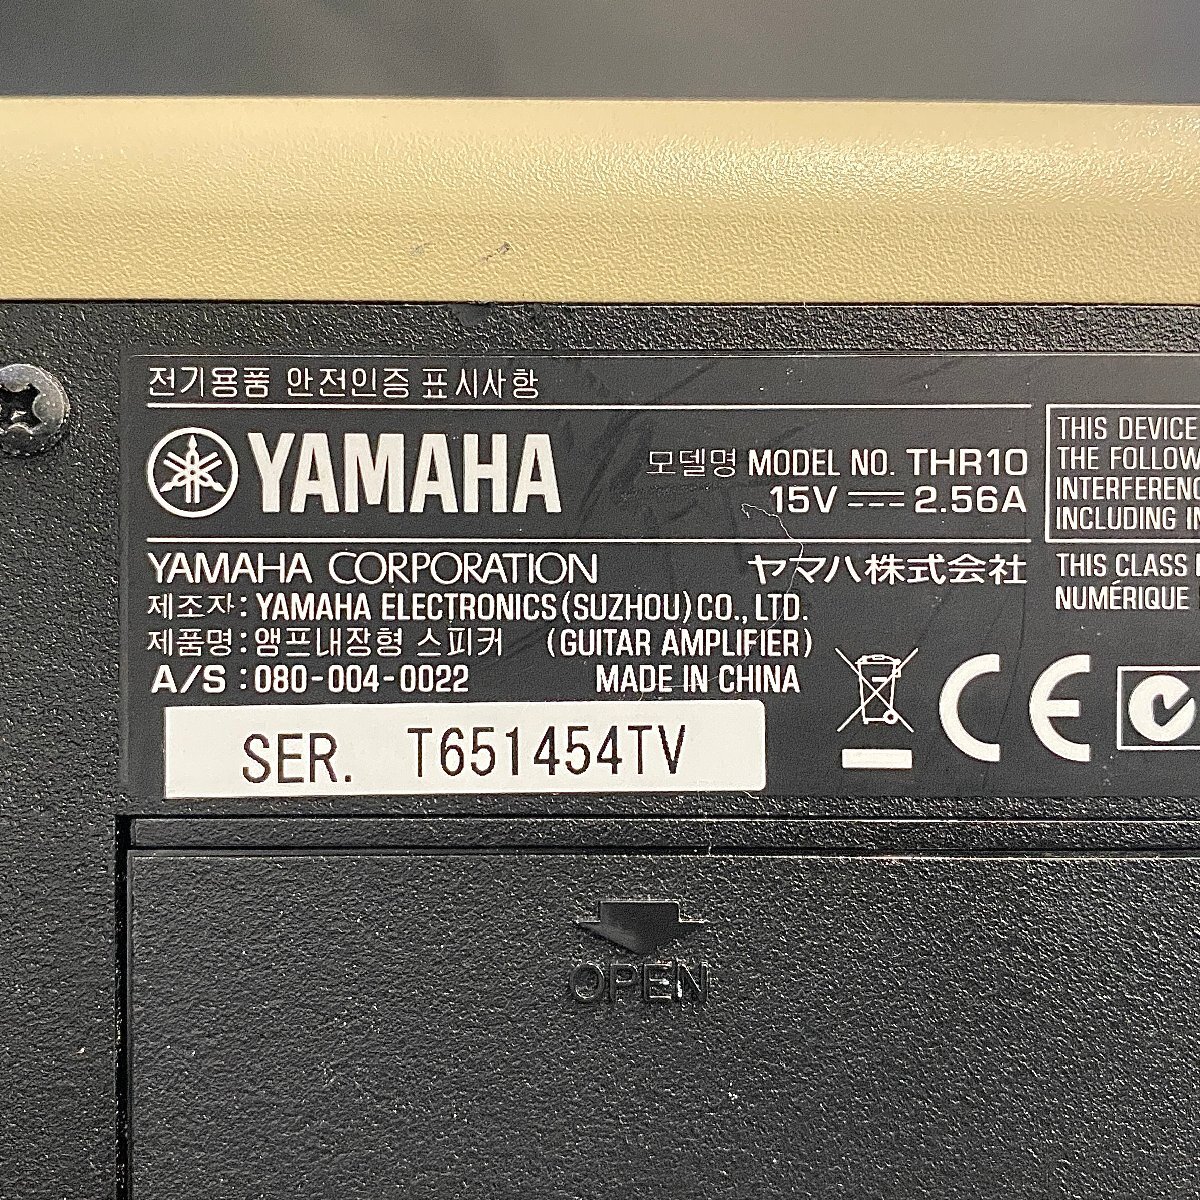 전기용품 안전인증 표시사항
YAMAHA
모델명 MODEL NO. THR10
15V 2.56A
YAMAHA CORPORATION ヤマハ株式会社
제조자: YAMAHA ELECTRONICS (SUZHOU) CO., LTD.
제품명: 앰프내장형 스피커 (GUITAR AMPLIFIER)
A/S : 080-004-0022 MADE IN CHINA
SER. T651454TV
THIS DEVICE
THE FOLLOW
INTERFERENC
INCLUDING IN
THIS CLASS
NUMÉRIQUE
CE
OPEN